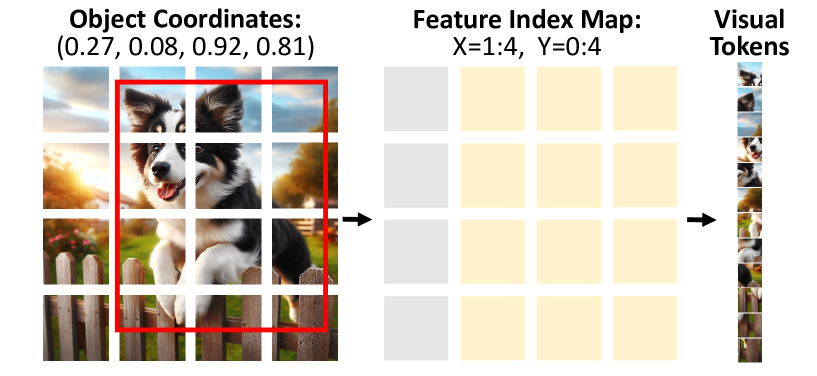 Object Coordinates:
(0.27, 0.08, 0.92, 0.81)
Feature Index Map:
X=1:4, Y=0:4
Visual
Tokens